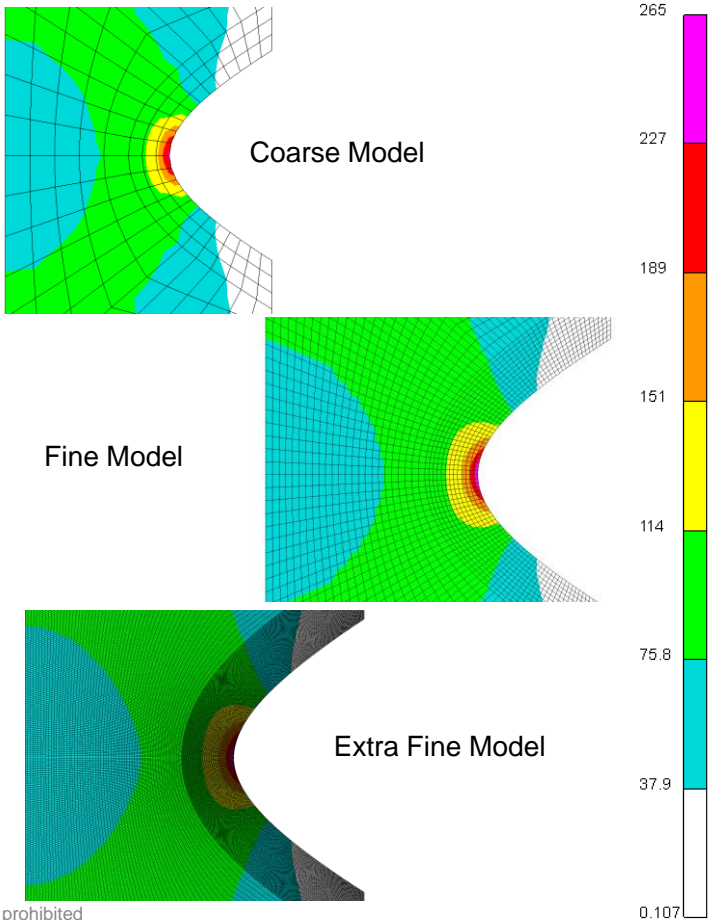 265
Coarse Model
227
189
151
Fine Model
114
75.8
Extra Fine Model
37.9
0.107
prohibited